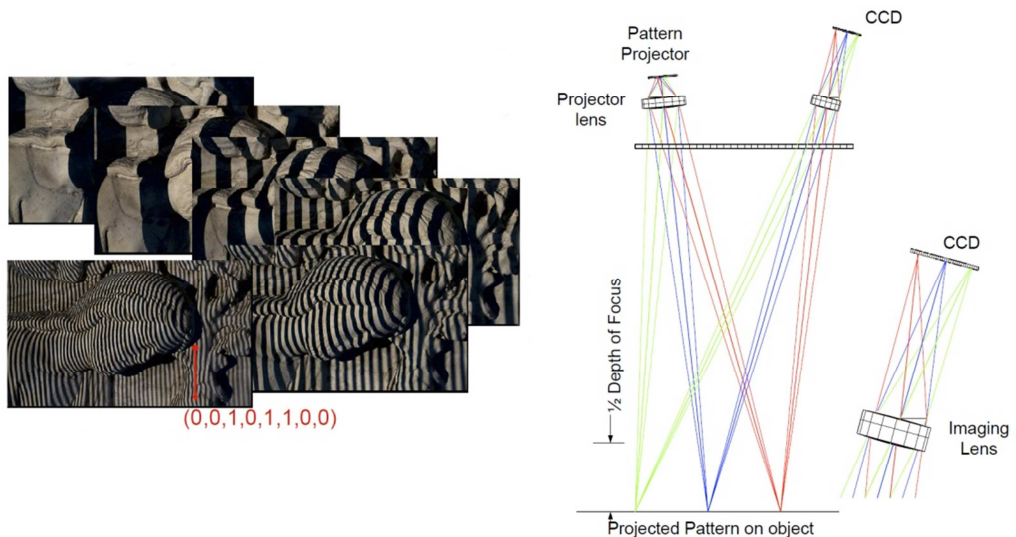 (0,0,1,0,1,1,0,0)
CCD
Pattern
Projector
Projector
lens
CCD
½ Depth of Focus
Imaging
Lens
Projected Pattern on object